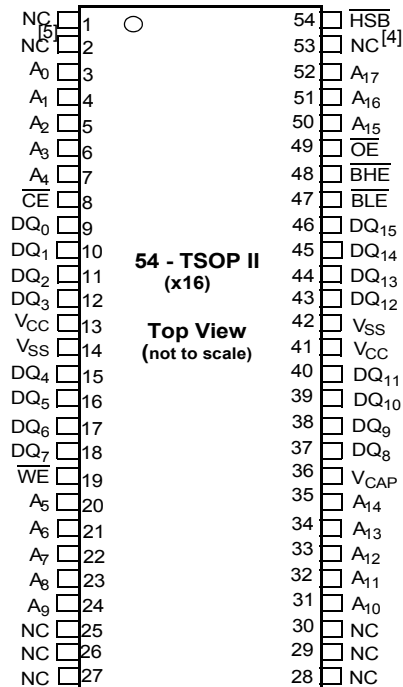 NC 1 54 HSB
[5]
NC 2 53 NC[4]
A0 3 52 A17
A1 4 51 A16
A2 5 50 A15
A3 6 49 OE
A4 7 48 BHE
CE 8 47 BLE
DQ0 9 46 DQ15
DQ1 10 45 DQ14
54 - TSOP II
DQ2 11 44 DQ13
(x16)
DQ3 12 43 DQ12
VCC 13 42 VSS
Top View
VSS 14 41 VCC
(not to scale)
DQ4 15 40 DQ11
DQ5 16 39 DQ10
DQ6 17 38 DQ9
DQ7 18 37 DQ8
WE 19 36 VCAP
A5 20 35 A14
A6 21 34 A13
A7 22 33 A12
A8 23 32 A11
A9 24 31 A10
NC 25 30 NC
NC 26 29 NC
NC 27 28 NC